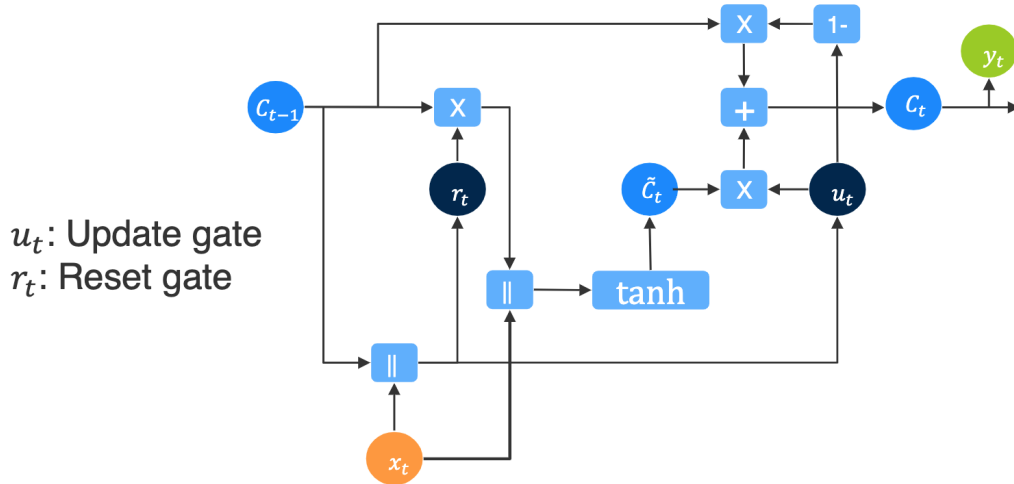 X
1-
y_t
C_{t-1}
X
+
C_t
r_t
C̃_t
X
u_t
u_t: Update gate
r_t: Reset gate
||
tanh
||
x_t